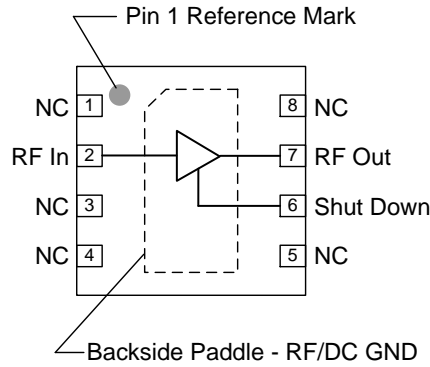 Pin 1 Reference Mark
NC 1 8 NC
RF In 2 7 RF Out
NC 3 6 Shut Down
NC 4 5 NC
Backside Paddle - RF/DC GND